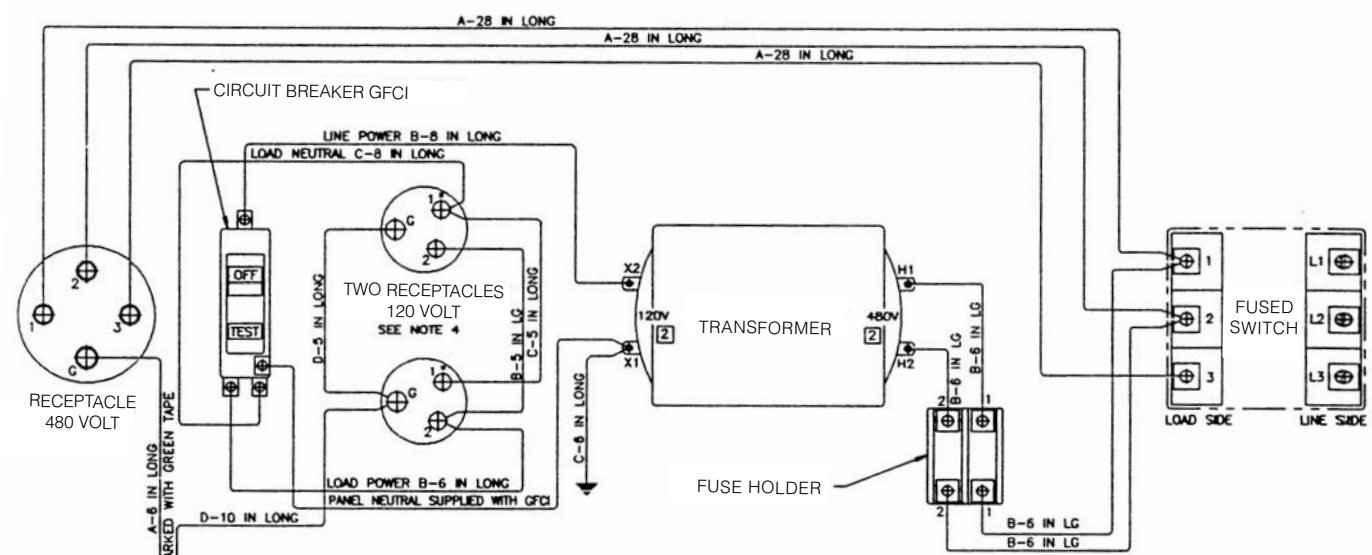 A-28 IN LONG
A-28 IN LONG
A-28 IN LONG
CIRCUIT BREAKER GFCI
LINE POWER B-8 IN LONG
LOAD NEUTRAL C-8 IN LONG
1*
G
2
OFF
TEST
TWO RECEPTACLES
120 VOLT
SEE NOTE 4
D-5 IN LONG
B-5 IN LG
C-5 IN LONG
1*
G
2
2
1
3
G
RECEPTACLE
480 VOLT
A-6 IN LONG
ARKED WITH GREEN TAPE
LOAD POWER B-6 IN LONG
PANEL NEUTRAL SUPPLIED WITH GFCI
D-10 IN LONG
X2
120V
2
X1
C-6 IN LONG
TRANSFORMER
H1
480V
2
H2
B-6 IN LG
B-6 IN LG
2
1
FUSE HOLDER
2
1
B-6 IN LG
B-6 IN LG
1
2
3
FUSED
SWITCH
L1
L2
L3
LOAD SIDE
LINE SIDE